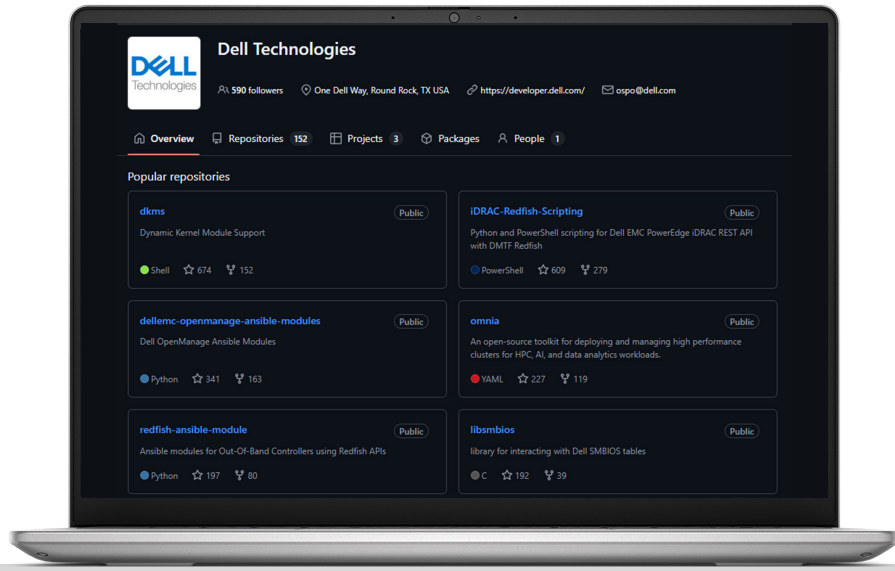 Dell Technologies
DELL
Technologies
590 followers One Dell Way, Round Rock, TX USA https://developer.dell.com/ ospo@dell.com
Overview Repositories 152 Projects 3 Packages People 1
Popular repositories
dkms Public
Dynamic Kernel Module Support
Shell 674 152
iDRAC-Redfish-Scripting Public
Python and PowerShell scripting for Dell EMC PowerEdge iDRAC REST API
with DMTF Redfish
PowerShell 609 279
dellemc-openmanage-ansible-modules Public
Dell OpenManage Ansible Modules
Python 341 163
omnia Public
An open-source toolkit for deploying and managing high performance
clusters for HPC, AI, and data analytics workloads.
YAML 227 119
redfish-ansible-module Public
Ansible modules for Out-Of-Band Controllers using Redfish APIs
Python 197 80
libsmbios Public
library for interacting with Dell SMBIOS tables
C 192 39